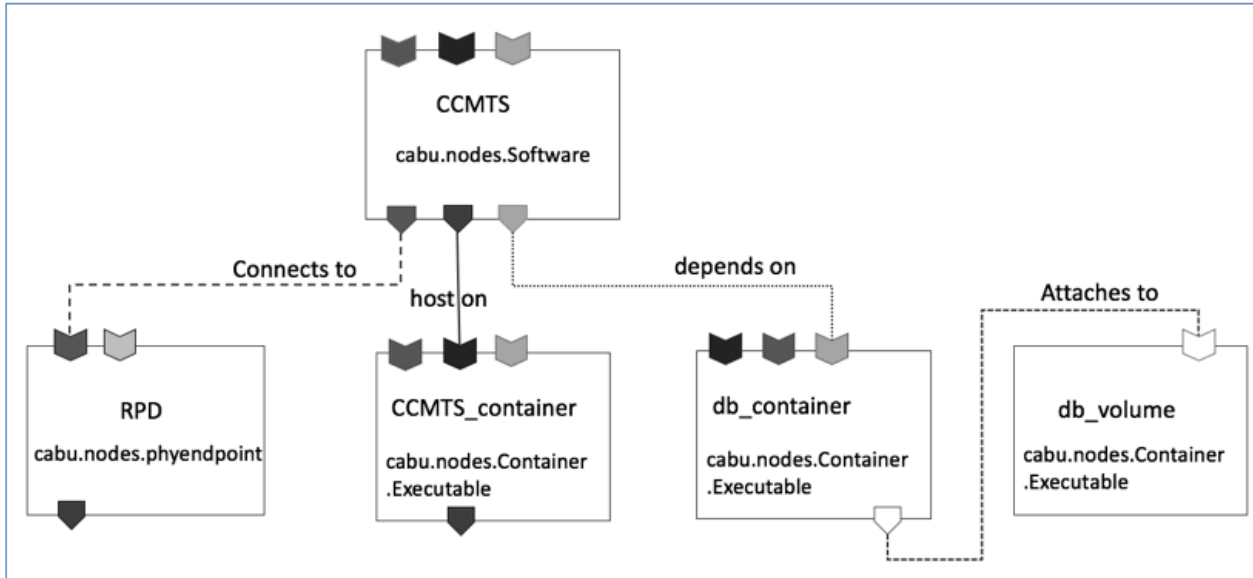 CCMTS
cabu.nodes.Software
Connects to
host on
depends on
Attaches to
RPD
cabu.nodes.phyendpoint
CCMTS_container
cabu.nodes.Container
.Executable
db_container
cabu.nodes.Container
.Executable
db_volume
cabu.nodes.Container
.Executable